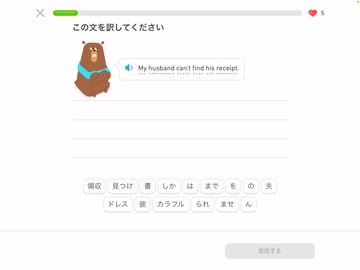 5
この文を訳してください
My husband can't find his receipt.
領収 見つけ 書 しか は まで を の 夫
ドレス 彼 カラフル られ ませ ん
送信する